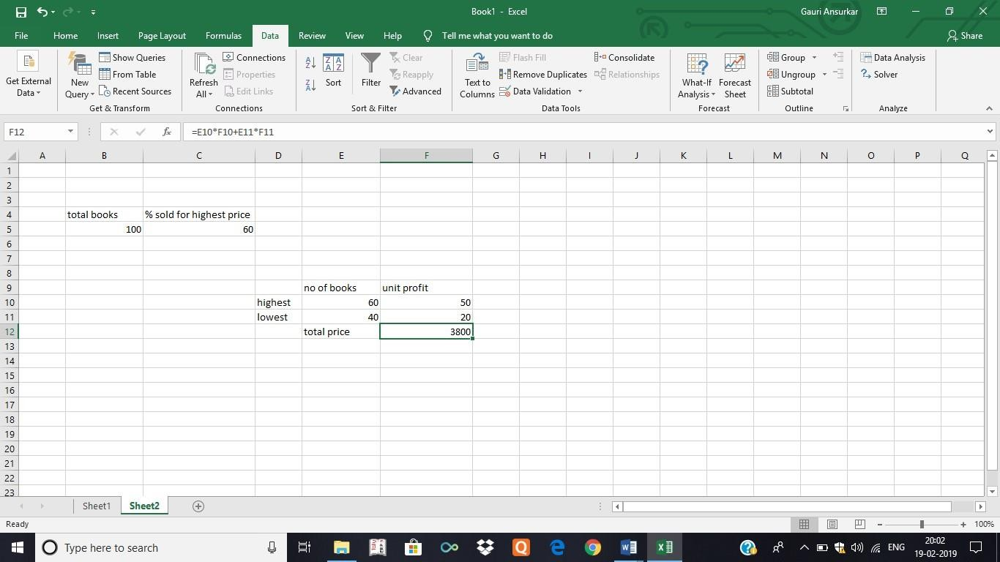 Book1 - Excel
Gauri Ansurkar
File Home Insert Page Layout Formulas Data Review View Help Tell me what you want to do Share
Get External Data
New Query
Show Queries
From Table
Recent Sources
Get & Transform
Refresh All
Connections
Properties
Edit Links
Connections
Sort
Filter
Clear
Reapply
Advanced
Sort & Filter
Text to Columns
Flash Fill
Remove Duplicates
Data Validation
Consolidate
Relationships
Data Tools
What-If Analysis
Forecast Sheet
Forecast
Group
Ungroup
Subtotal
Outline
Data Analysis
Solver
Analyze
F12 fx =E10*F10+E11*F11
A B C D E F G H I J K L M N O P Q
1
2
3
4 total books % sold for highest price
5 100 60
6
7
8
9 no of books unit profit
10 highest 60 50
11 lowest 40 20
12 total price 3800
13
14
15
16
17
18
19
20
21
22
23
Sheet1 Sheet2
Ready 100%
Type here to search
ENG
20:02
19-02-2019